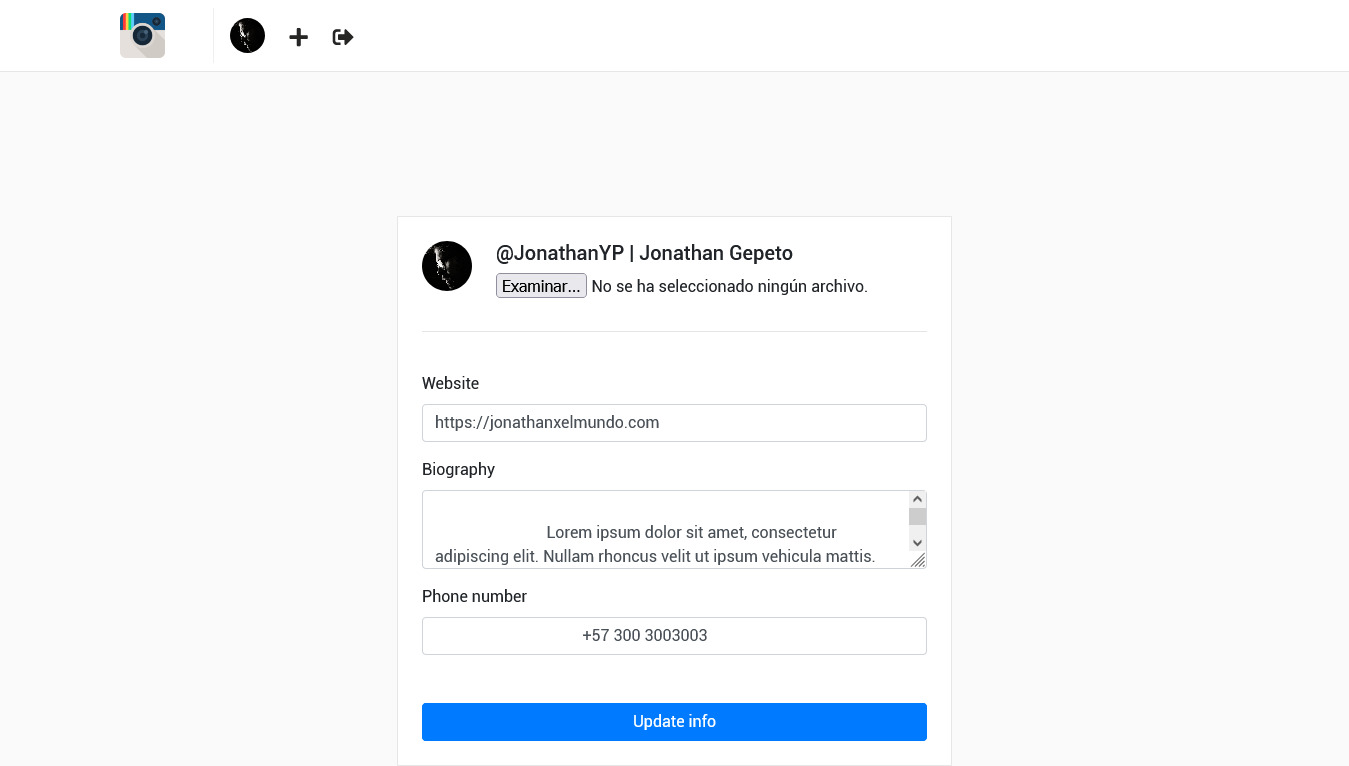 @JonathanYP | Jonathan Gepeto
Examinar... No se ha seleccionado ningún archivo.
Website
https://jonathanxelmundo.com
Biography
Lorem ipsum dolor sit amet, consectetur
adipiscing elit. Nullam rhoncus velit ut ipsum vehicula mattis.
Phone number
+57 300 3003003
Update info